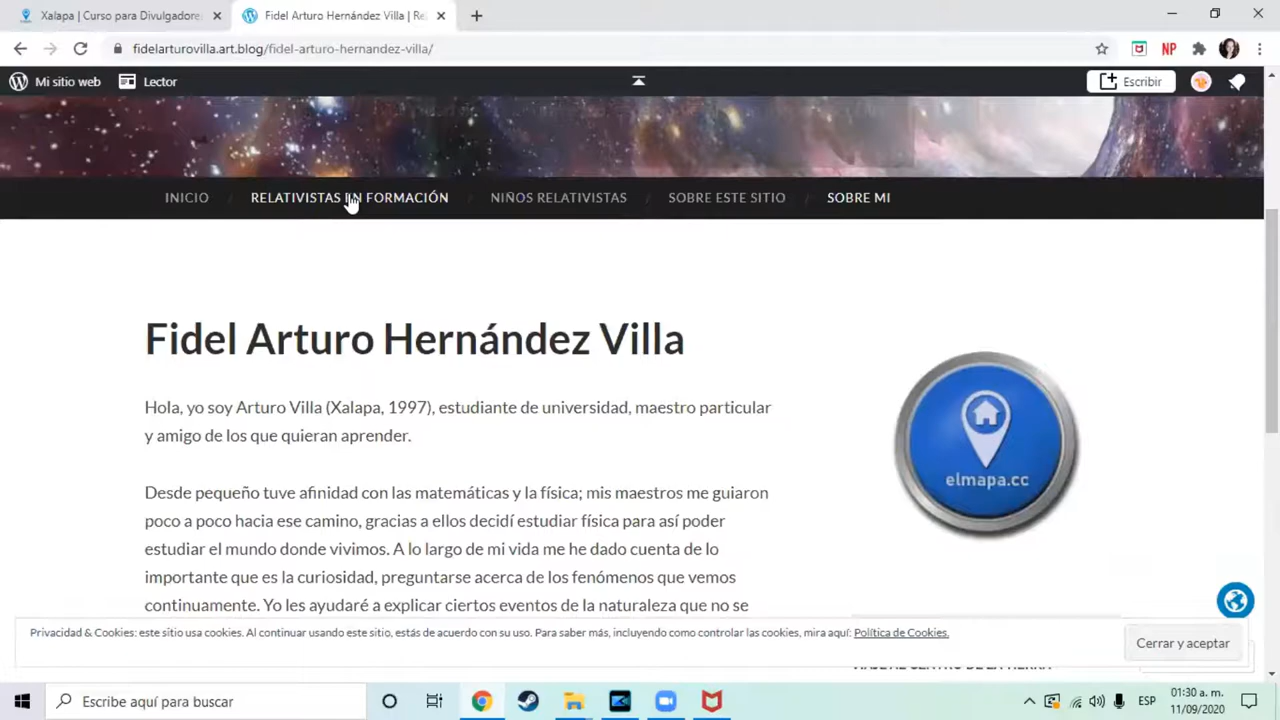 Xalapa | Curso para Divulgadore
Fidel Arturo Hernández Villa | Re
fidelarturovilla.art.blog/fidel-arturo-hernandez-villa/
NP
Mi sitio web
Lector
Escribir
INICIO / RELATIVISTAS EN FORMACIÓN / NIÑOS RELATIVISTAS / SOBRE ESTE SITIO / SOBRE MI
Fidel Arturo Hernández Villa
Hola, yo soy Arturo Villa (Xalapa, 1997), estudiante de universidad, maestro particular
y amigo de los que quieran aprender.
Desde pequeño tuve afinidad con las matemáticas y la física; mis maestros me guiaron
poco a poco hacia ese camino, gracias a ellos decidí estudiar física para así poder
estudiar el mundo donde vivimos. A lo largo de mi vida me he dado cuenta de lo
importante que es la curiosidad, preguntarse acerca de los fenómenos que vemos
continuamente. Yo les ayudaré a explicar ciertos eventos de la naturaleza que no se
elmapa.cc
Privacidad & Cookies: este sitio usa cookies. Al continuar usando este sitio, estás de acuerdo con su uso. Para saber más, incluyendo como controlar las cookies, mira aquí: Política de Cookies.
Cerrar y aceptar
Escribe aquí para buscar
ESP
01:30 a. m.
11/09/2020